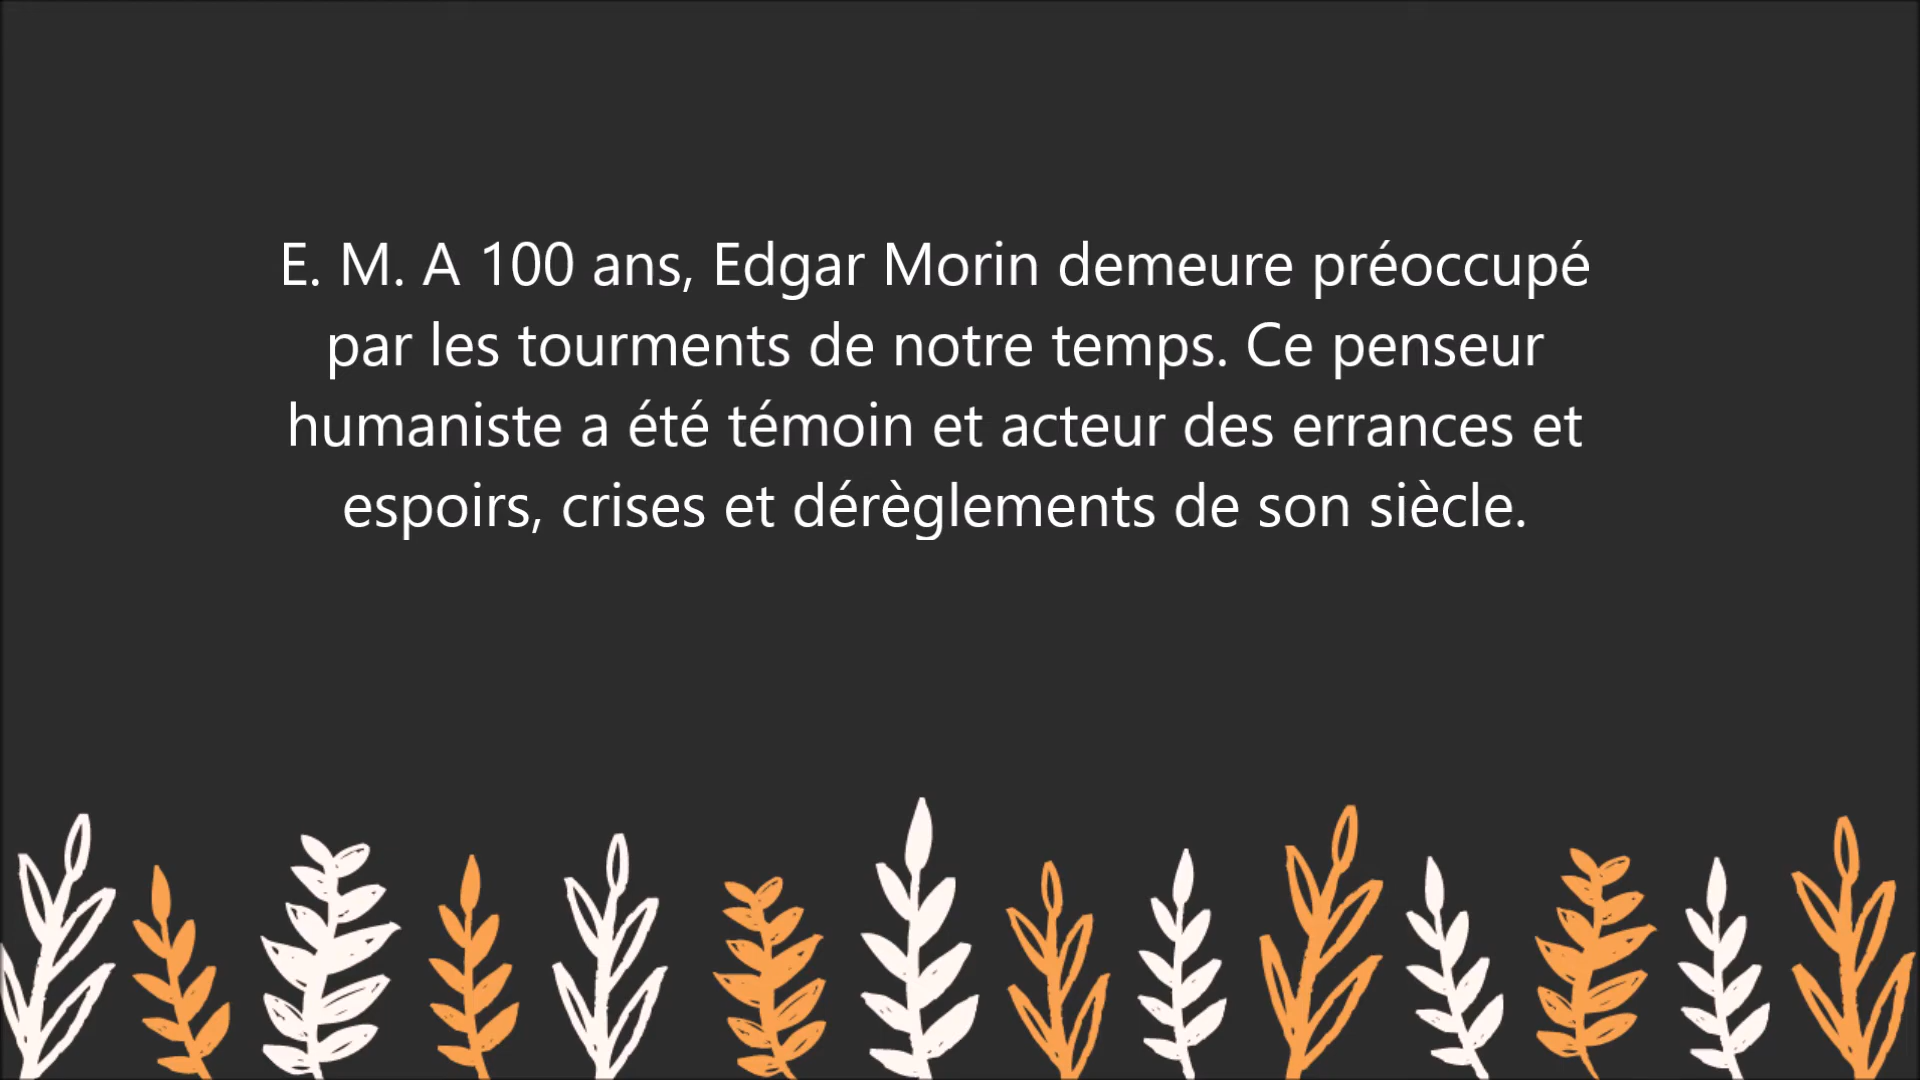 E. M. A 100 ans, Edgar Morin demeure préoccupé
par les tourments de notre temps. Ce penseur
humaniste a été témoin et acteur des errances et
espoirs, crises et dérèglements de son siècle.